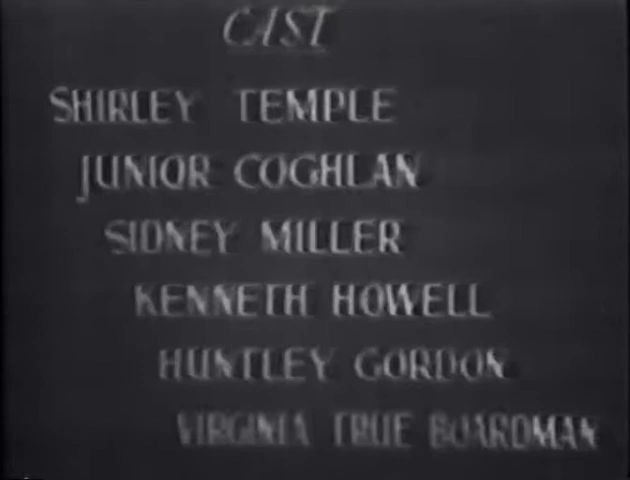 CAST
SHIRLEY TEMPLE
JUNIOR COGHLAN
SIDNEY MILLER
KENNETH HOWELL
HUNTLEY GORDON
VIRGINIA TRUE BOARDMAN